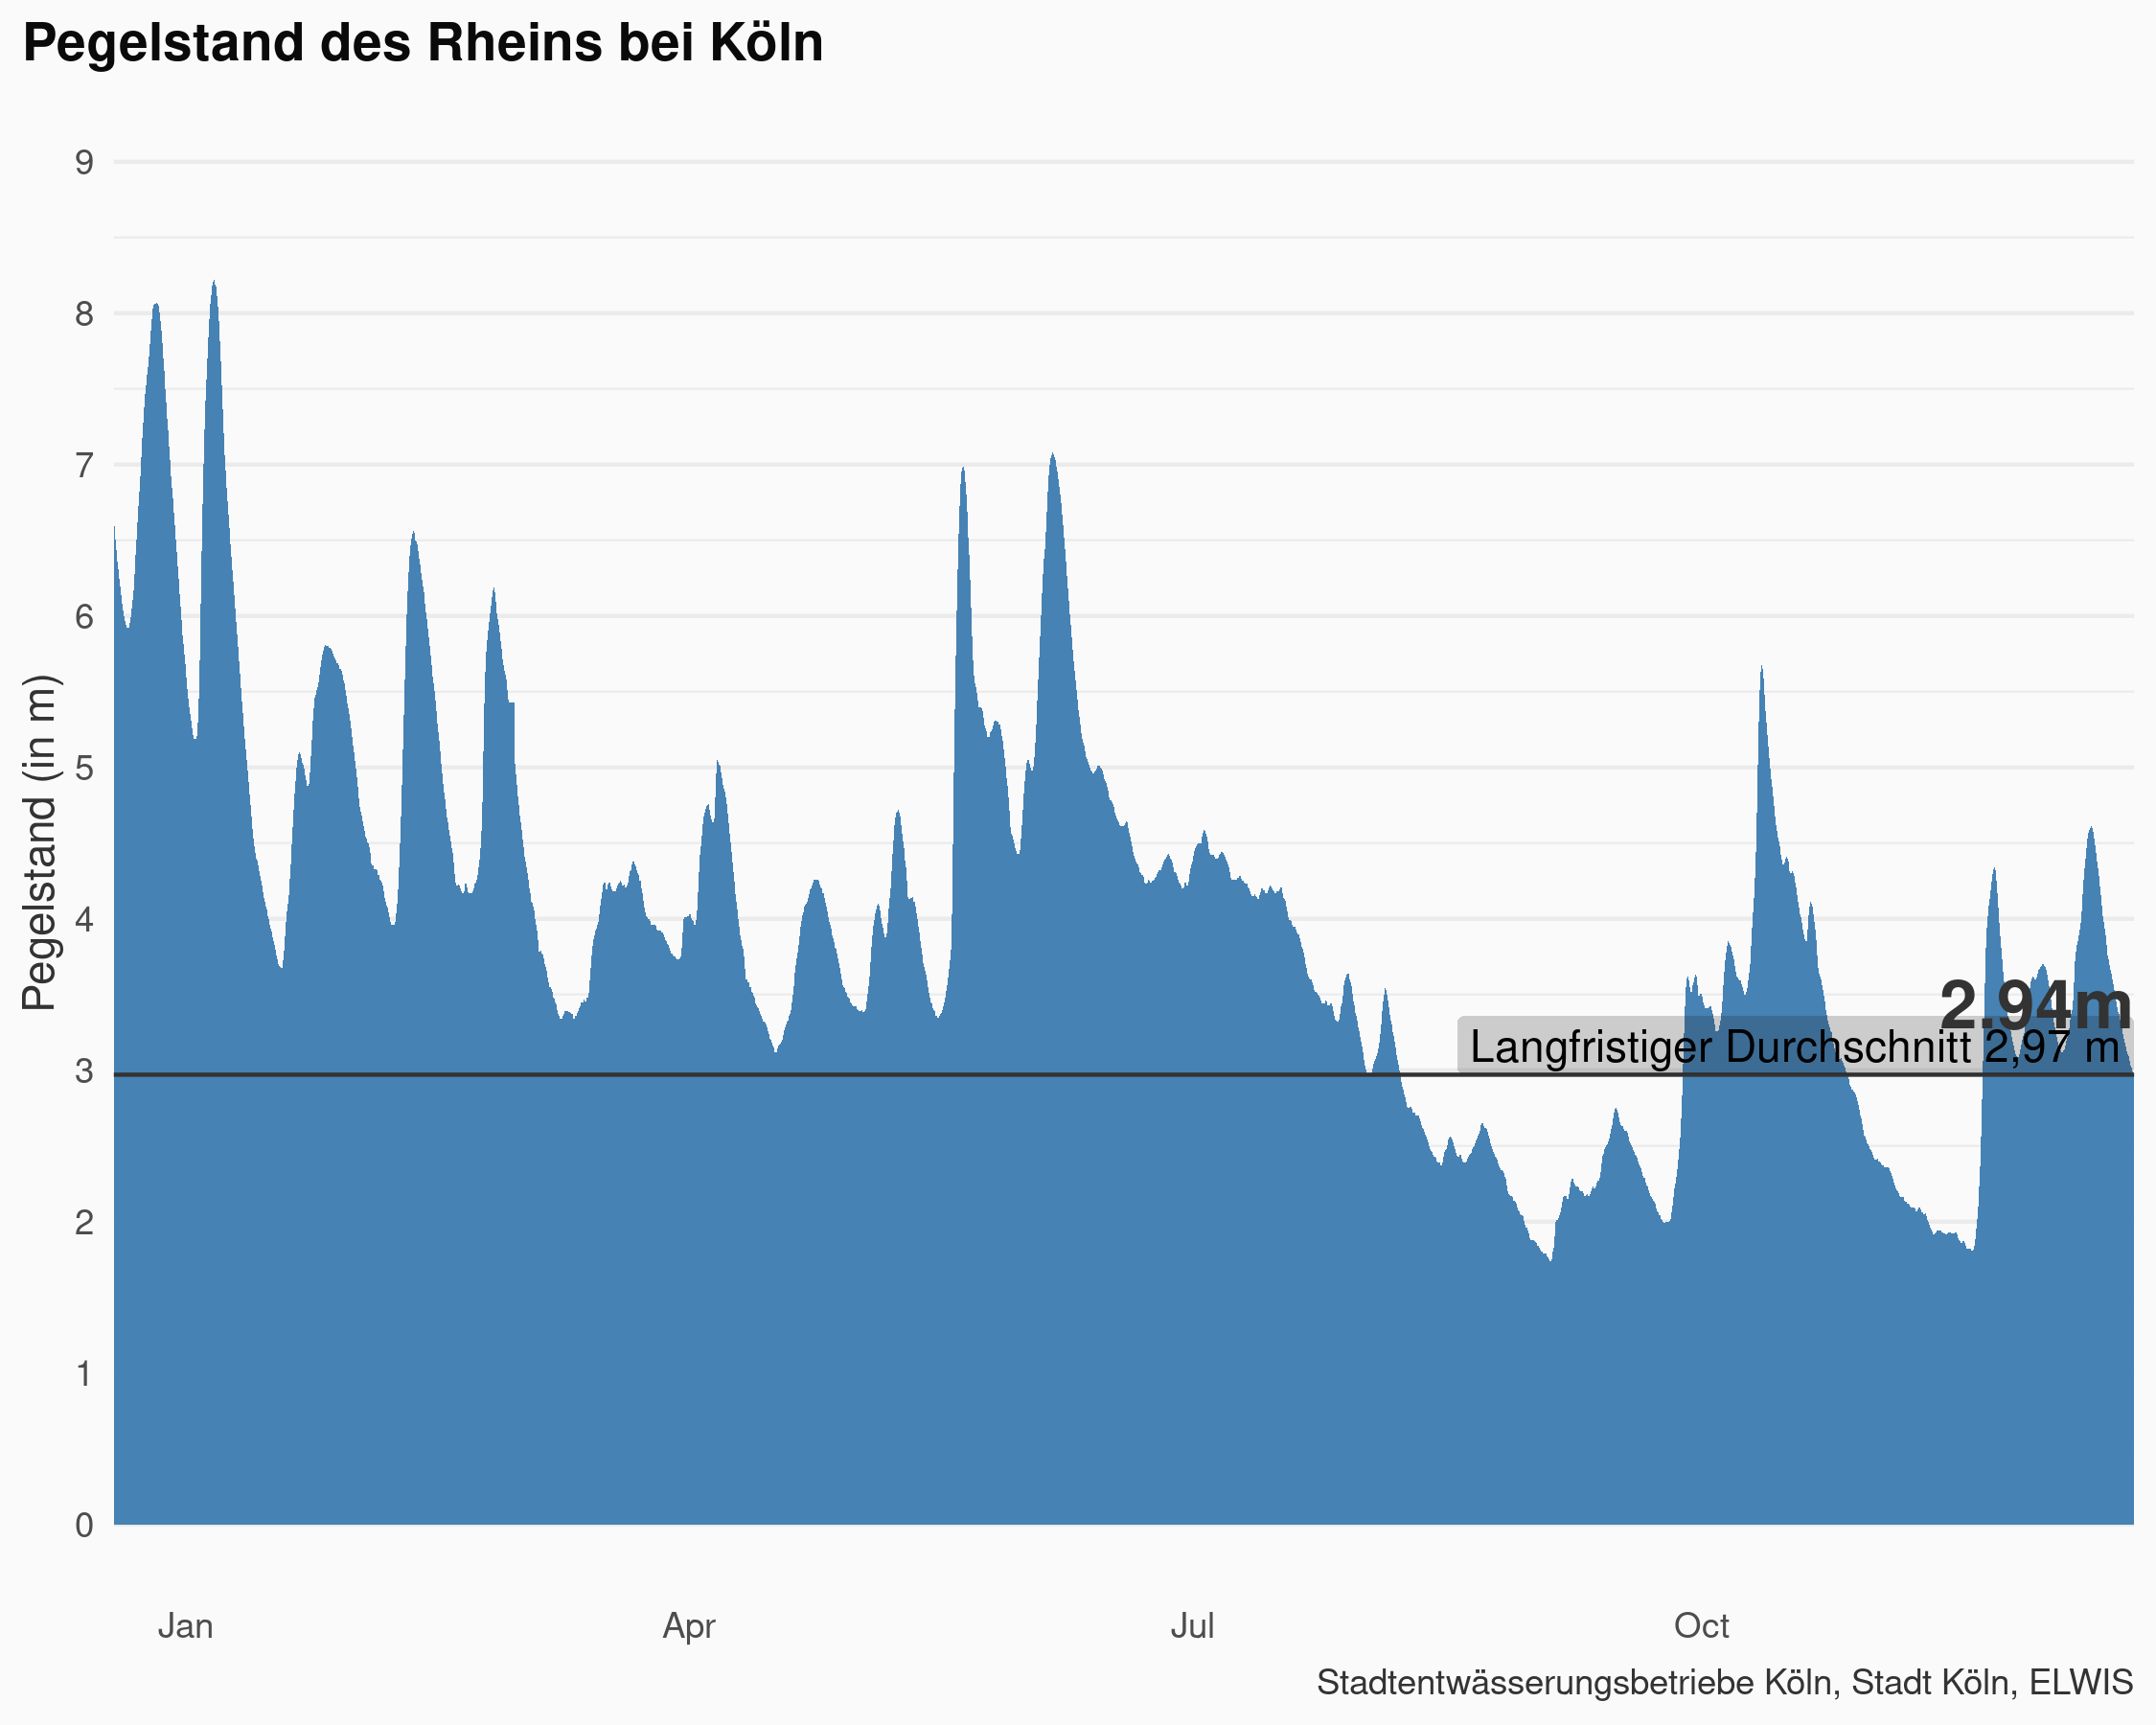 Pegelstand des Rheins bei Köln
Pegelstand (in m)
9
8
7
6
5
4
3
2
1
0
2.94m
Langfristiger Durchschnitt 2,97 m
Jan Apr Jul Oct
Stadtentwässerungsbetriebe Köln, Stadt Köln, ELWIS